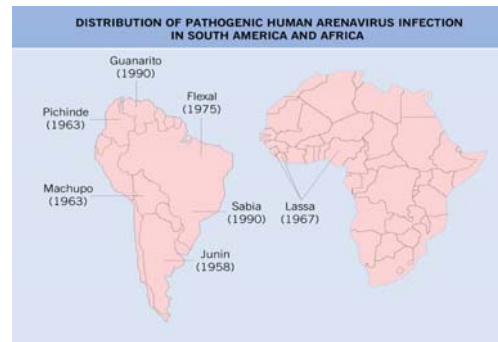 DISTRIBUTION OF PATHOGENIC HUMAN ARENAVIRUS INFECTION
IN SOUTH AMERICA AND AFRICA
Guanarito
(1990)
Flexal
(1975)
Pichinde
(1963)
Machupo
(1963)
Sabia
(1990)
Lassa
(1967)
Junin
(1958)